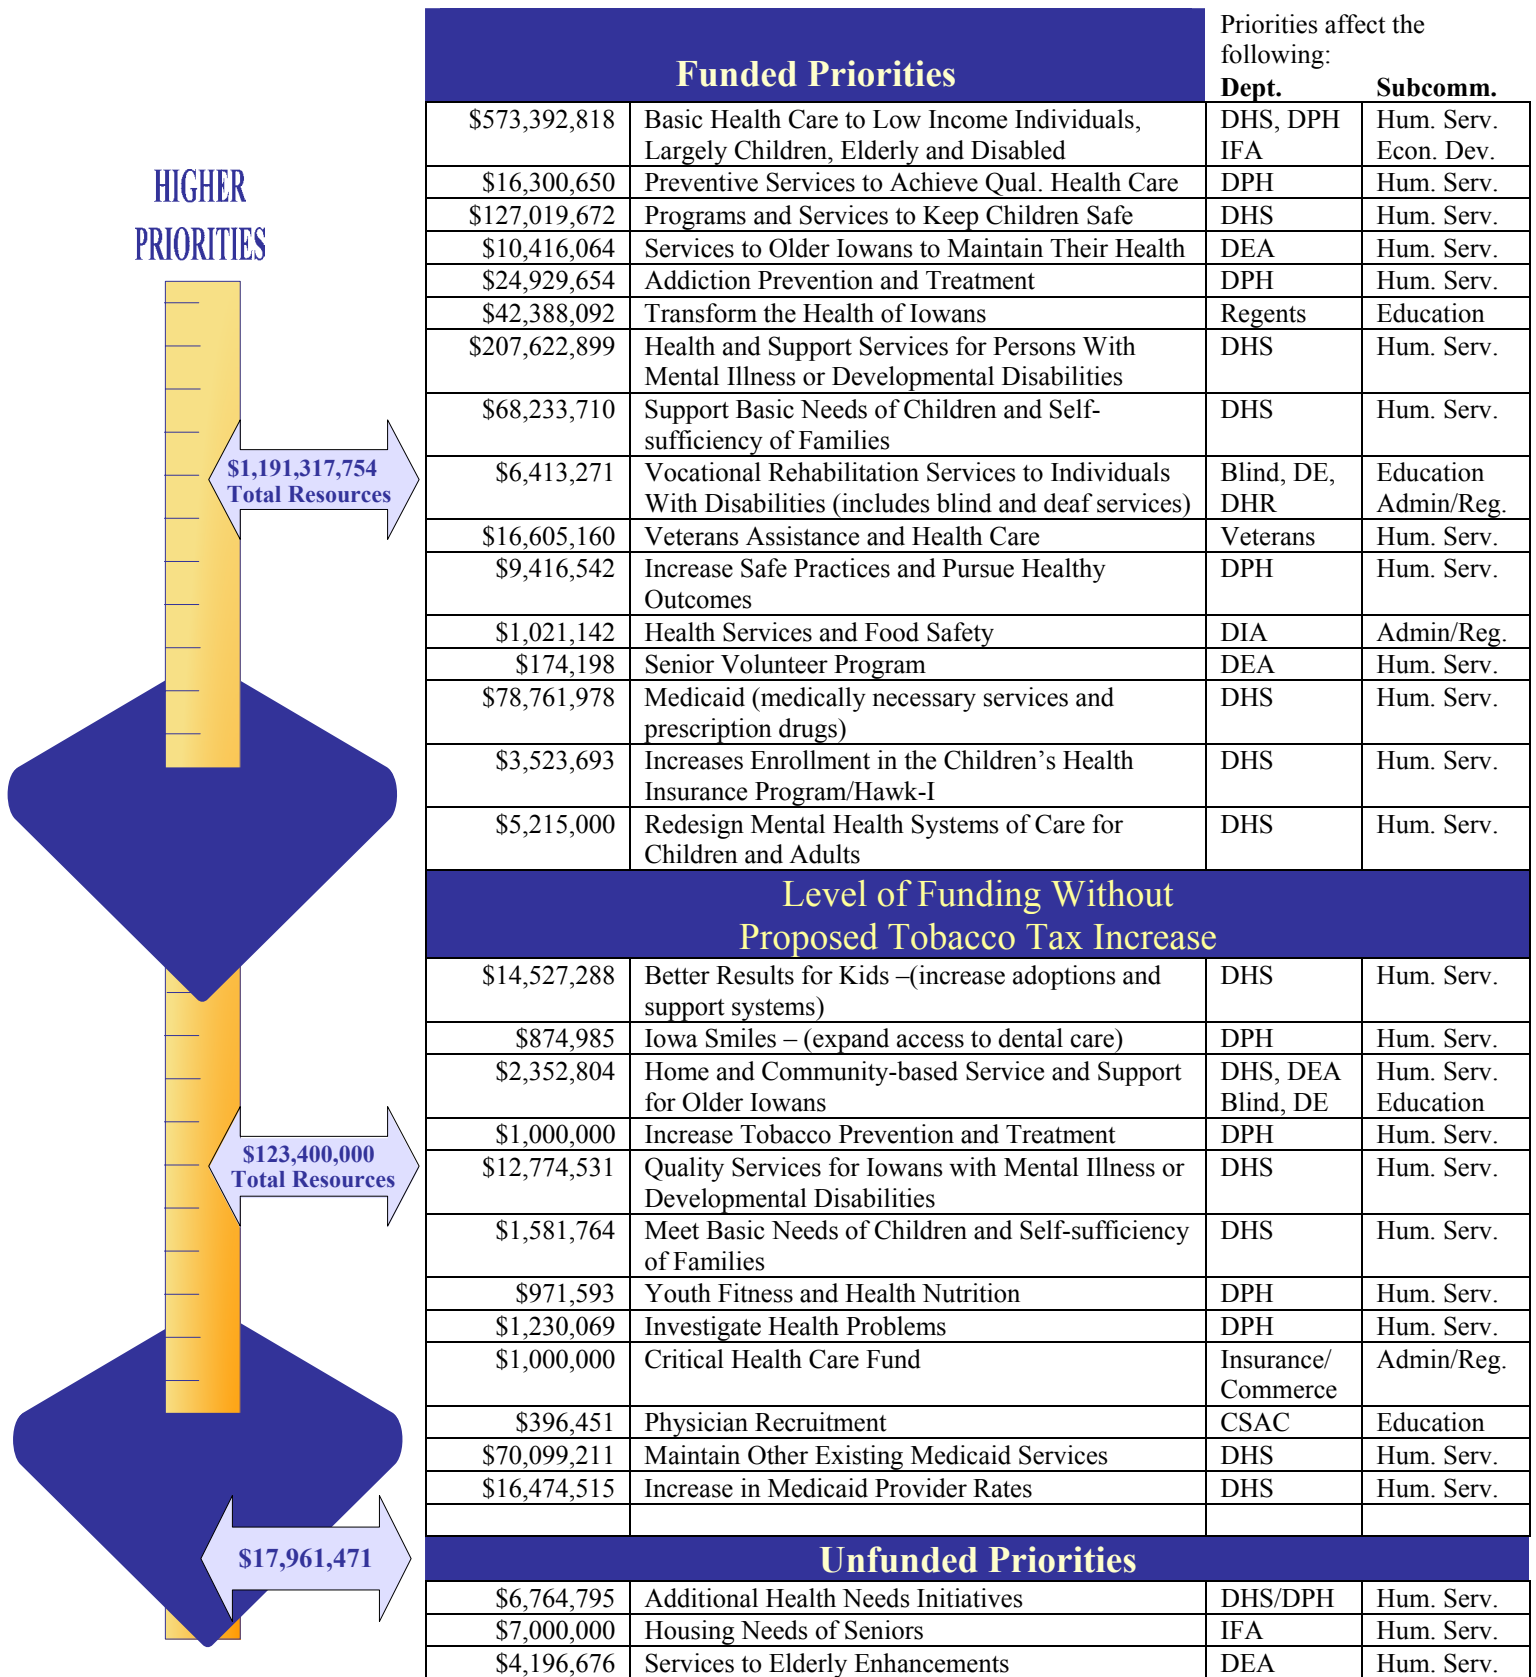 Priorities affect the
following:
Funded Priorities
Dept. Subcomm.
$573,392,818 Basic Health Care to Low Income Individuals, DHS, DPH Hum. Serv.
Largely Children, Elderly and Disabled IFA Econ. Dev.
HIGHER
PRIORITIES
$16,300,650 Preventive Services to Achieve Qual. Health Care DPH Hum. Serv.
$127,019,672 Programs and Services to Keep Children Safe DHS Hum. Serv.
$10,416,064 Services to Older Iowans to Maintain Their Health DEA Hum. Serv.
$24,929,654 Addiction Prevention and Treatment DPH Hum. Serv.
$42,388,092 Transform the Health of Iowans Regents Education
$207,622,899 Health and Support Services for Persons With DHS Hum. Serv.
Mental Illness or Developmental Disabilities
$68,233,710 Support Basic Needs of Children and Self- DHS Hum. Serv.
sufficiency of Families
$1,191,317,754
Total Resources
$6,413,271 Vocational Rehabilitation Services to Individuals Blind, DE, Education
With Disabilities (includes blind and deaf services) DHR Admin/Reg.
$16,605,160 Veterans Assistance and Health Care Veterans Hum. Serv.
$9,416,542 Increase Safe Practices and Pursue Healthy DPH Hum. Serv.
Outcomes
$1,021,142 Health Services and Food Safety DIA Admin/Reg.
$174,198 Senior Volunteer Program DEA Hum. Serv.
$78,761,978 Medicaid (medically necessary services and DHS Hum. Serv.
prescription drugs)
$3,523,693 Increases Enrollment in the Children’s Health DHS Hum. Serv.
Insurance Program/Hawk-I
$5,215,000 Redesign Mental Health Systems of Care for DHS Hum. Serv.
Children and Adults
Level of Funding Without
Proposed Tobacco Tax Increase
$14,527,288 Better Results for Kids –(increase adoptions and DHS Hum. Serv.
support systems)
$874,985 Iowa Smiles – (expand access to dental care) DPH Hum. Serv.
$2,352,804 Home and Community-based Service and Support DHS, DEA Hum. Serv.
for Older Iowans Blind, DE Education
$1,000,000 Increase Tobacco Prevention and Treatment DPH Hum. Serv.
$123,400,000
Total Resources
$12,774,531 Quality Services for Iowans with Mental Illness or DHS Hum. Serv.
Developmental Disabilities
$1,581,764 Meet Basic Needs of Children and Self-sufficiency DHS Hum. Serv.
of Families
$971,593 Youth Fitness and Health Nutrition DPH Hum. Serv.
$1,230,069 Investigate Health Problems DPH Hum. Serv.
$1,000,000 Critical Health Care Fund Insurance/ Admin/Reg.
Commerce
$396,451 Physician Recruitment CSAC Education
$70,099,211 Maintain Other Existing Medicaid Services DHS Hum. Serv.
$16,474,515 Increase in Medicaid Provider Rates DHS Hum. Serv.
$17,961,471
Unfunded Priorities
$6,764,795 Additional Health Needs Initiatives DHS/DPH Hum. Serv.
$7,000,000 Housing Needs of Seniors IFA Hum. Serv.
$4,196,676 Services to Elderly Enhancements DEA Hum. Serv.